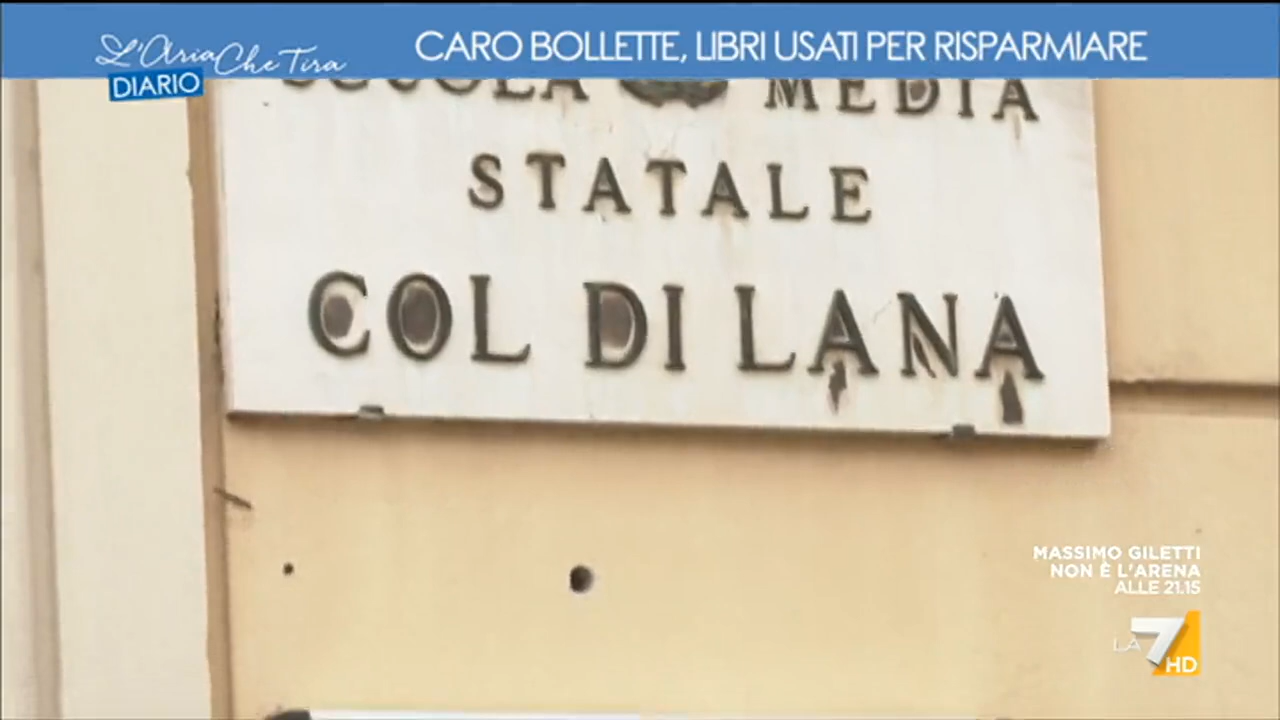 L'Aria Che Tira
DIARIO
CARO BOLLETTE, LIBRI USATI PER RISPARMIARE
SCUOLA MEDIA
STATALE
COL DI LANA
MASSIMO GILETTI
NON È L'ARENA
ALLE 21.15
LA7
HD